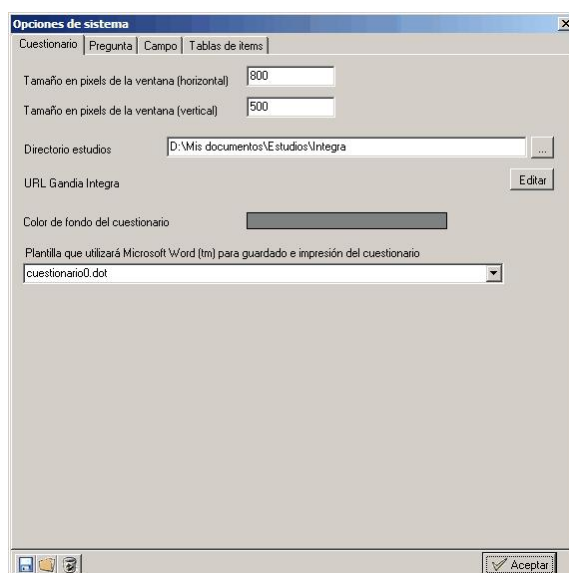 Opciones de sistema
Cuestionario Pregunta Campo Tablas de items
Tamaño en pixels de la ventana (horizontal) 800
Tamaño en pixels de la ventana (vertical) 500
Directorio estudios D:\Mis documentos\Estudios\Integra ...
URL Gandia Integra Editar
Color de fondo del cuestionario
Plantilla que utilizará Microsoft Word (tm) para guardado e impresión del cuestionario
cuestionario0.dot
Aceptar